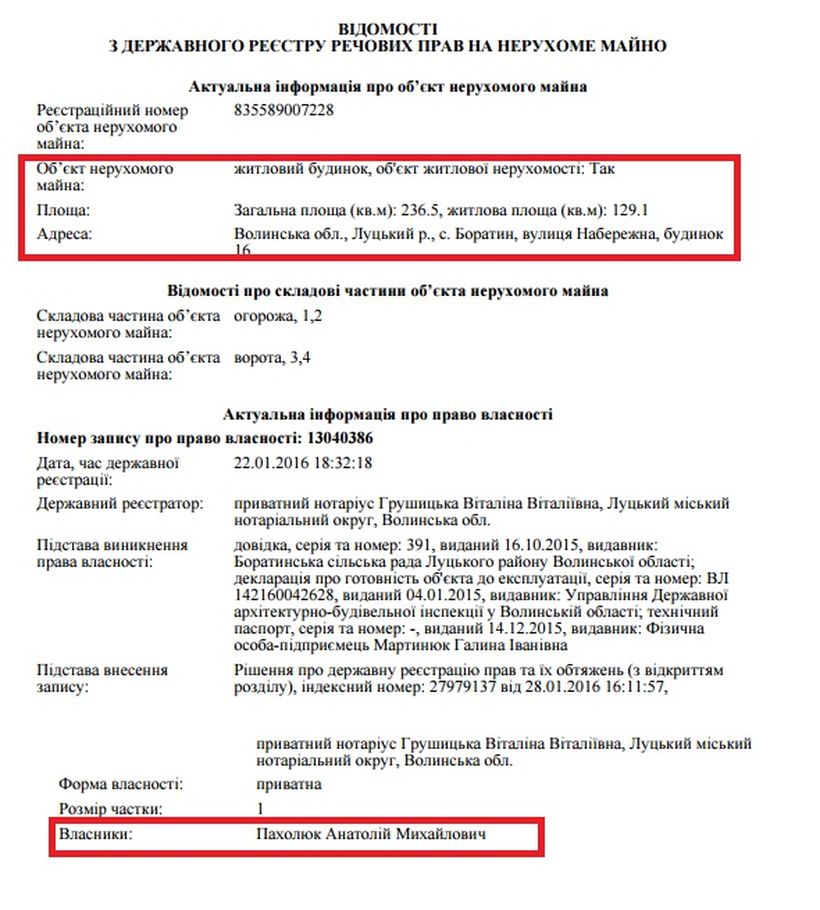 ВІДОМОСТІ
З ДЕРЖАВНОГО РЕЄСТРУ РЕЧОВИХ ПРАВ НА НЕРУХОМЕ МАЙНО
Актуальна інформація про об’єкт нерухомого майна
Реєстраційний номер 835589007228
об’єкта нерухомого
майна:
Об’єкт нерухомого житловий будинок, об'єкт житлової нерухомості: Так
майна:
Площа: Загальна площа (кв.м): 236.5, житлова площа (кв.м): 129.1
Адреса: Волинська обл., Луцький р., с. Боратин, вулиця Набережна, будинок
16
Відомості про складові частини об’єкта нерухомого майна
Складова частина об’єкта огорожа, 1,2
нерухомого майна:
Складова частина об’єкта ворота, 3,4
нерухомого майна:
Актуальна інформація про право власності
Номер запису про право власності: 13040386
Дата, час державної 22.01.2016 18:32:18
реєстрації:
Державний реєстратор: приватний нотаріус Грушицька Віталіна Віталіївна, Луцький міський
нотаріальний округ, Волинська обл.
Підстава виникнення довідка, серія та номер: 391, виданий 16.10.2015, видавник:
права власності: Боратинська сільська рада Луцького району Волинської області;
декларація про готовність об'єкта до експлуатації, серія та номер: ВЛ
142160042628, виданий 04.01.2015, видавник: Управління Державної
архітектурно-будівельної інспекції у Волинській області; технічний
паспорт, серія та номер: -, виданий 14.12.2015, видавник: Фізична
особа-підприємець Мартинюк Галина Іванівна
Підстава внесення Рішення про державну реєстрацію прав та їх обтяжень (з відкриттям
запису: розділу), індексний номер: 27979137 від 28.01.2016 16:11:57,
приватний нотаріус Грушицька Віталіна Віталіївна, Луцький міський
нотаріальний округ, Волинська обл.
Форма власності: приватна
Розмір частки: 1
Власники: Пахолюк Анатолій Михайлович